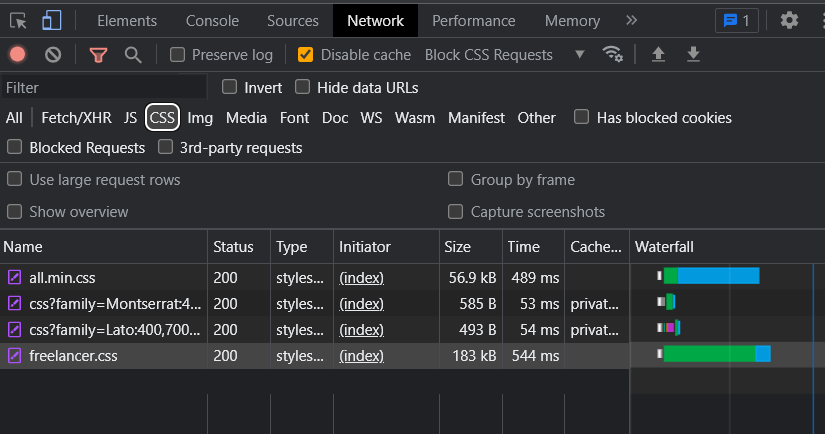 Elements Console Sources Network Performance Memory » 1
Preserve log Disable cache Block CSS Requests
Filter Invert Hide data URLs
All Fetch/XHR JS CSS Img Media Font Doc WS Wasm Manifest Other Has blocked cookies
Blocked Requests 3rd-party requests
Use large request rows Group by frame
Show overview Capture screenshots
Name Status Type Initiator Size Time Cache... Waterfall
all.min.css 200 styles... (index) 56.9 kB 489 ms
css?family=Montserrat:4... 200 styles... (index) 585 B 53 ms privat...
css?family=Lato:400,700... 200 styles... (index) 493 B 54 ms privat...
freelancer.css 200 styles... (index) 183 kB 544 ms